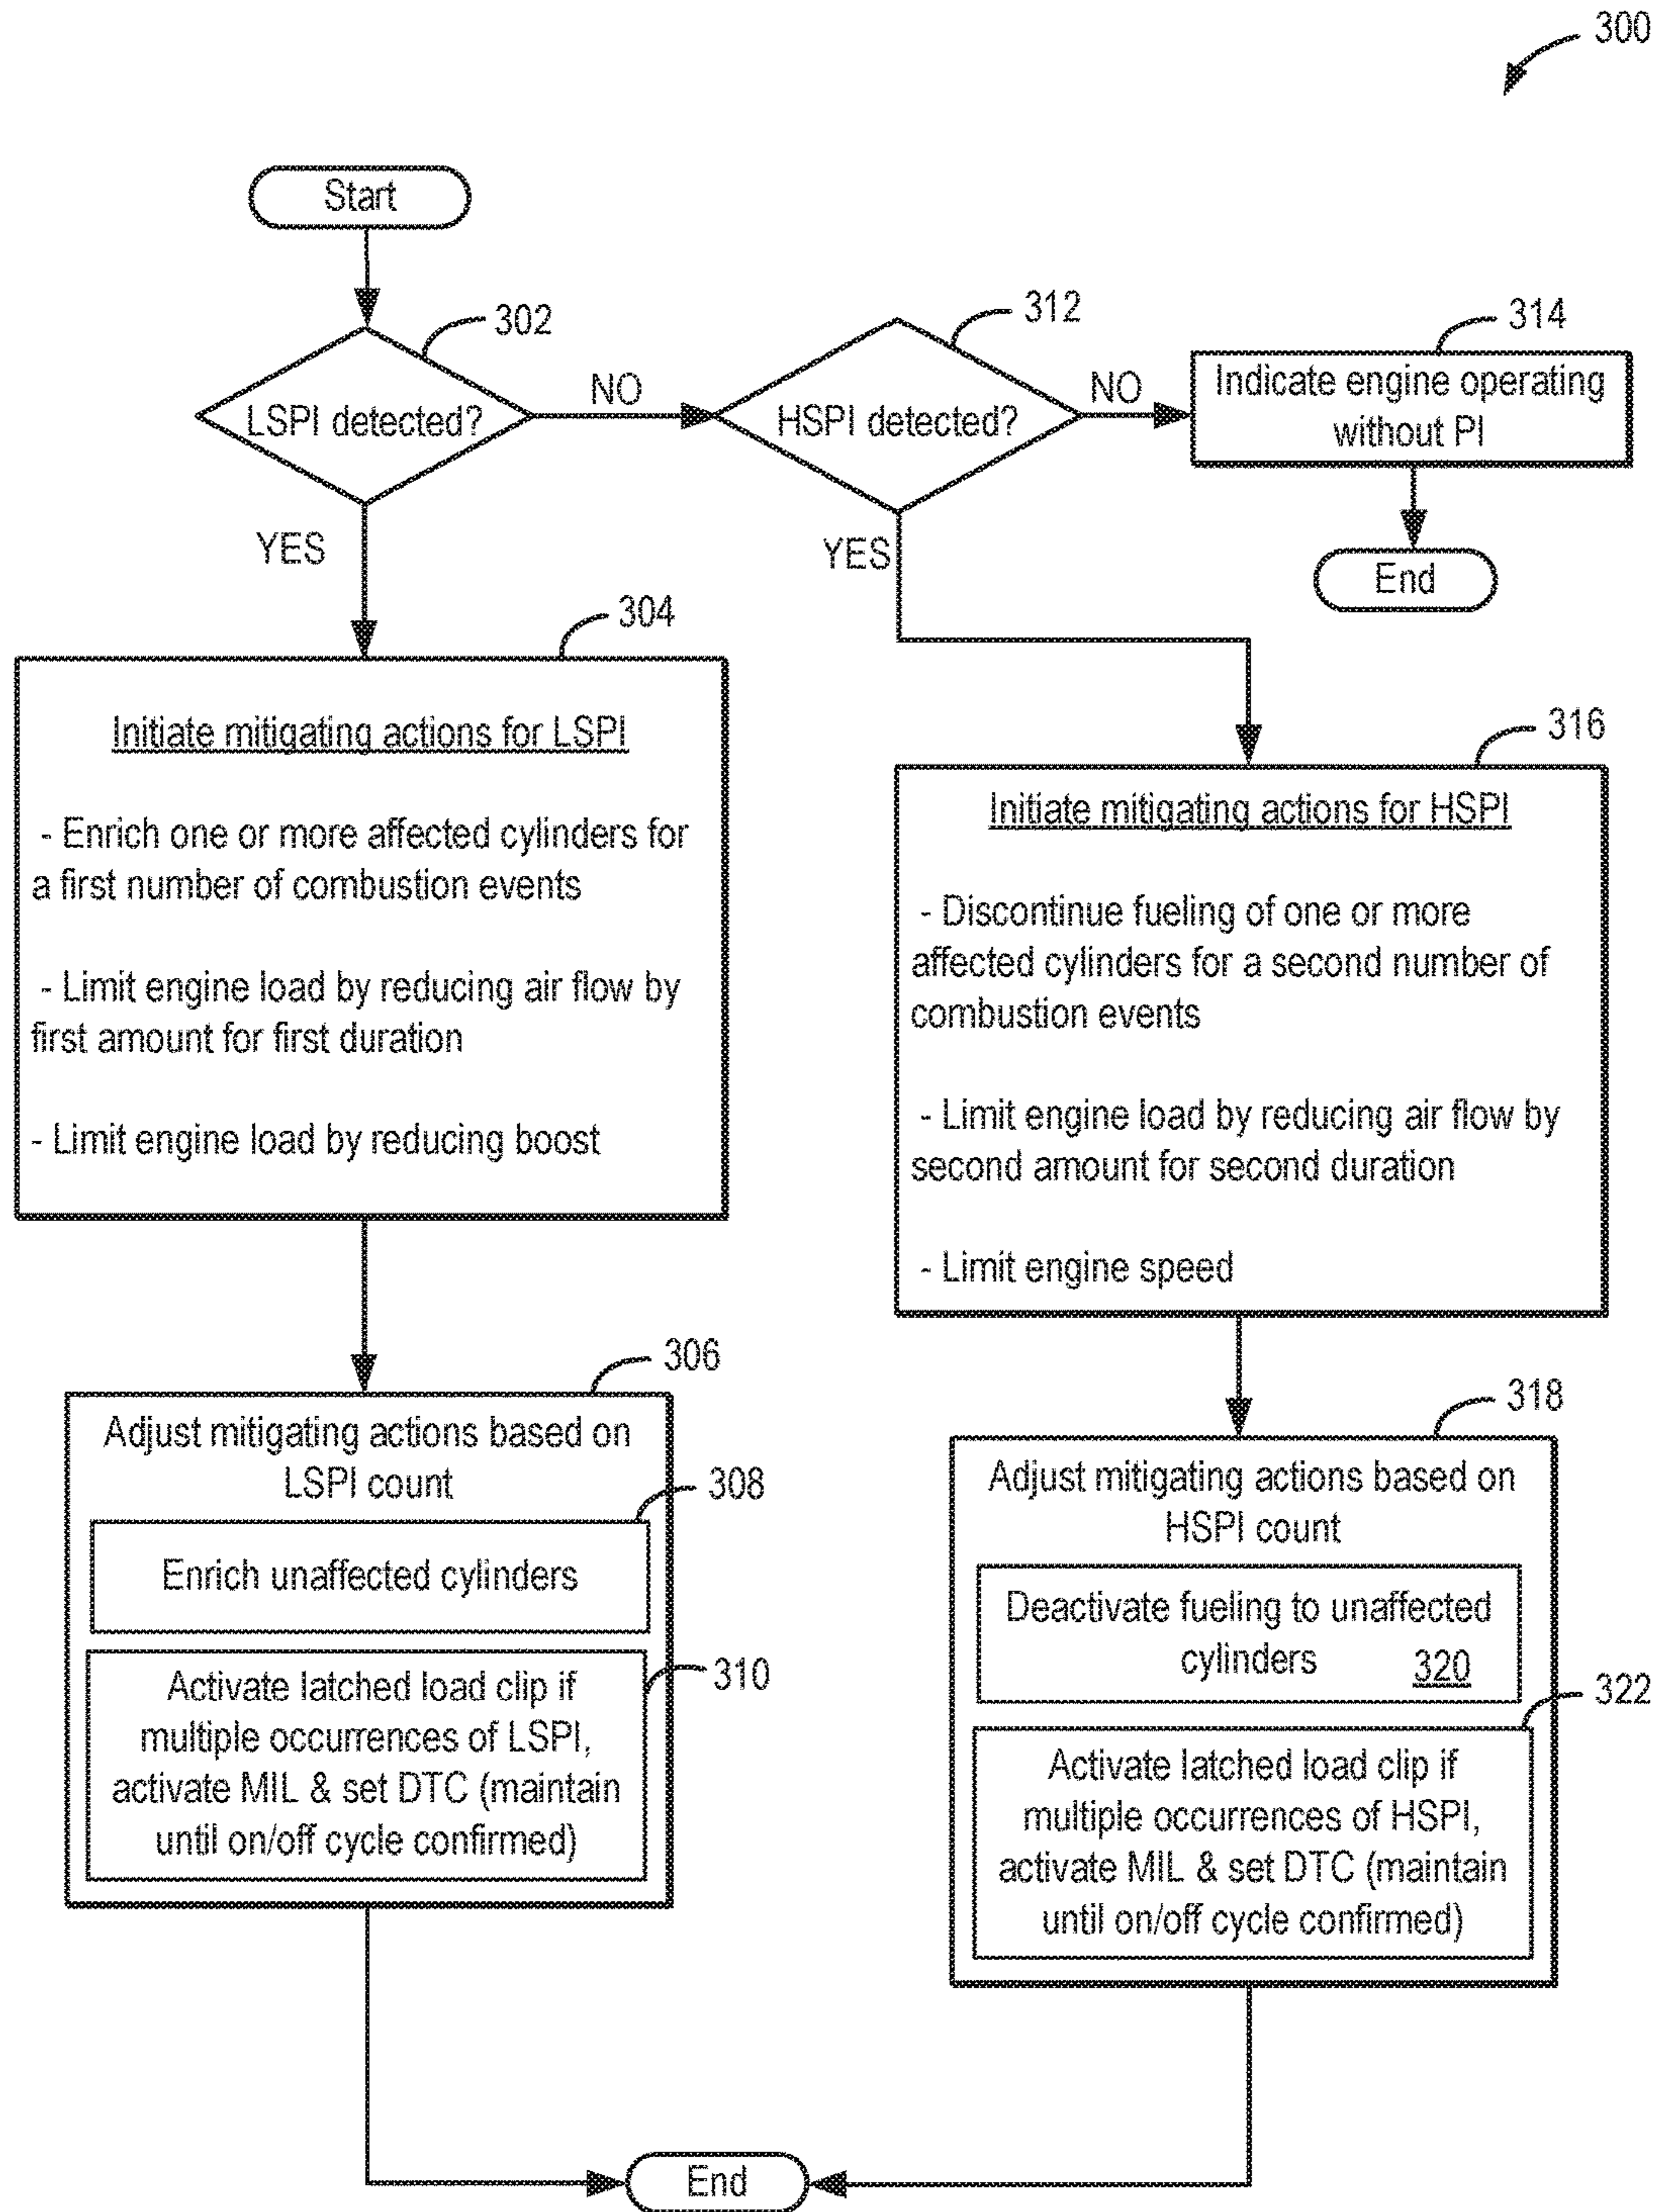 300
Start
302
LSPI detected?
NO
YES
312
HSPI detected?
NO
YES
314
Indicate engine operating
without PI
End
304
Initiate mitigating actions for LSPI
- Enrich one or more affected cylinders for
a first number of combustion events
- Limit engine load by reducing air flow by
first amount for first duration
- Limit engine load by reducing boost
316
Initiate mitigating actions for HSPI
- Discontinue fueling of one or more
affected cylinders for a second number of
combustion events
- Limit engine load by reducing air flow by
second amount for second duration
- Limit engine speed
306
Adjust mitigating actions based on
LSPI count
308
Enrich unaffected cylinders
310
Activate latched load clip if
multiple occurrences of LSPI,
activate MIL & set DTC (maintain
until on/off cycle confirmed)
318
Adjust mitigating actions based on
HSPI count
Deactivate fueling to unaffected
cylinders 320
322
Activate latched load clip if
multiple occurrences of HSPI,
activate MIL & set DTC (maintain
until on/off cycle confirmed)
End